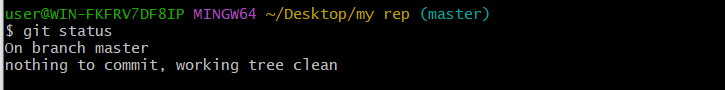 user@WIN-FKFRV7DF8IP MINGW64 ~/Desktop/my rep (master)
$ git status
On branch master
nothing to commit, working tree clean